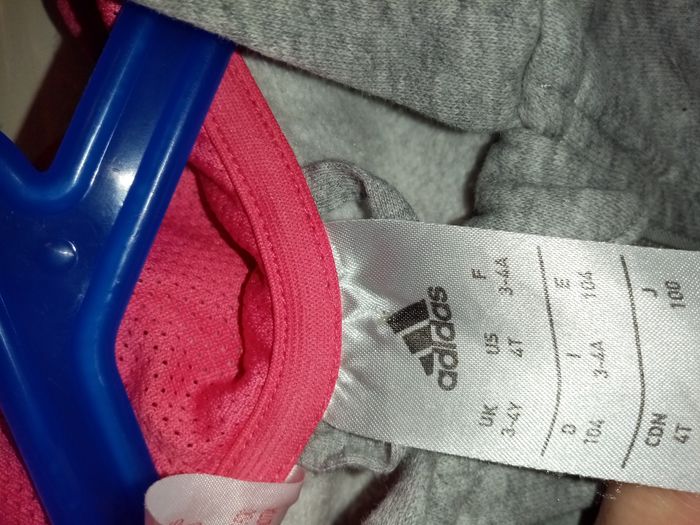 adidas
UK US F
3-4Y 4T 3-4A
D I E
104 3-4A 104
CDN J
4T 100